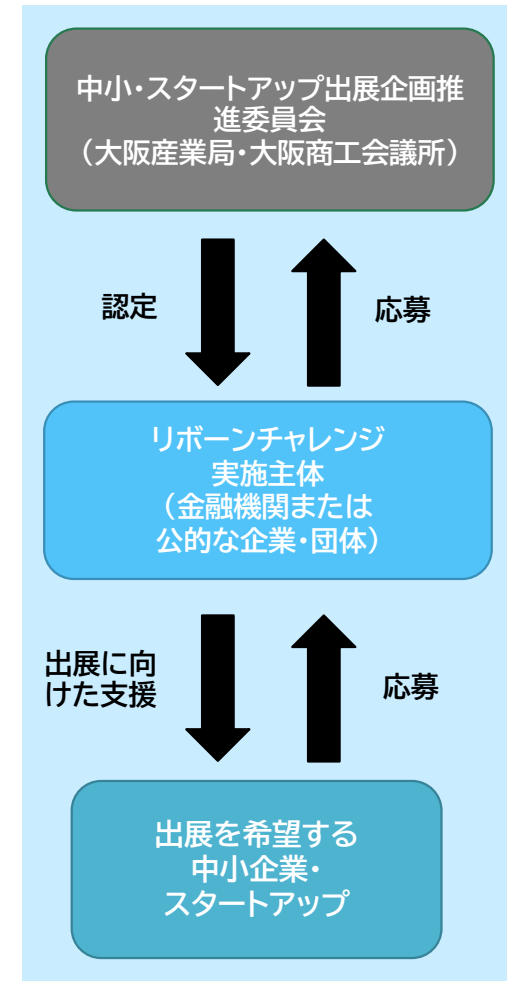 中小・スタートアップ出展企画推
進委員会
（大阪産業局・大阪商工会議所）
認定
応募
リボーンチャレンジ
実施主体
（金融機関または
公的な企業・団体）
出展に向
けた支援
応募
出展を希望する
中小企業・
スタートアップ